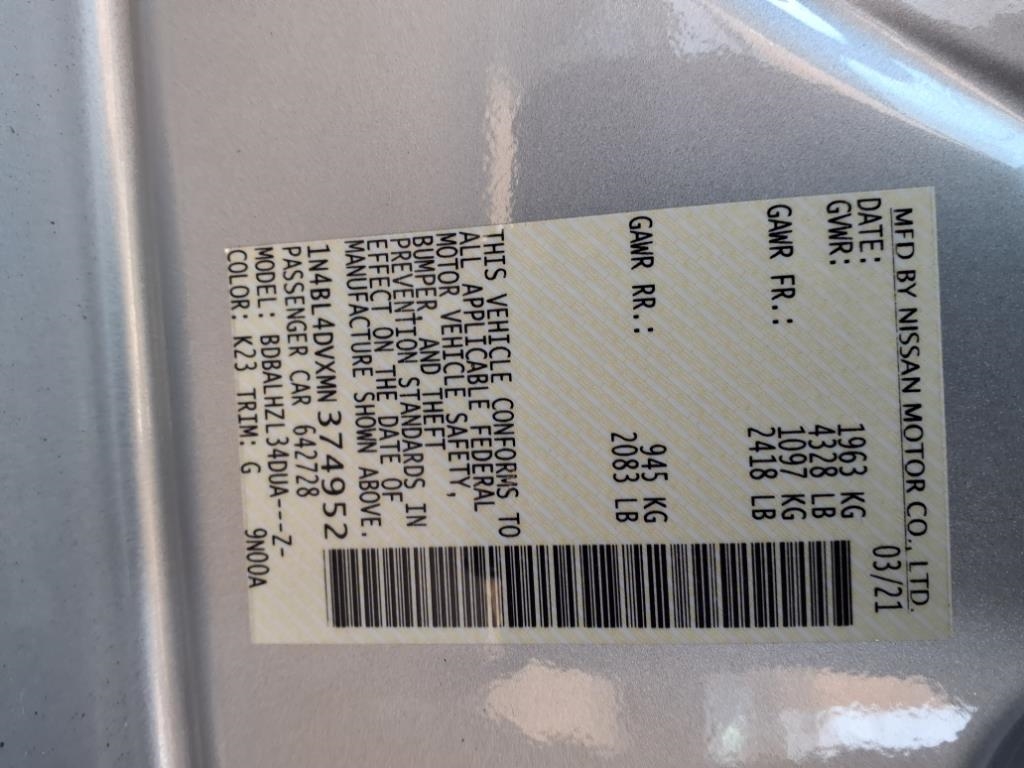 MFD BY NISSAN MOTOR CO., LTD.
DATE: 03/21
GVWR: 1963 KG
4328 LB
GAWR FR.: 1097 KG
2418 LB
GAWR RR.: 945 KG
2083 LB
THIS VEHICLE CONFORMS TO
ALL APPLICABLE FEDERAL
MOTOR VEHICLE SAFETY,
BUMPER, AND THEFT
PREVENTION STANDARDS IN
EFFECT ON THE DATE OF
MANUFACTURE SHOWN ABOVE.
1N4BL4DVXMN374952
PASSENGER CAR 642728
MODEL: BDBALHZL34DUA---Z-
COLOR: K23 TRIM: G 9N00A